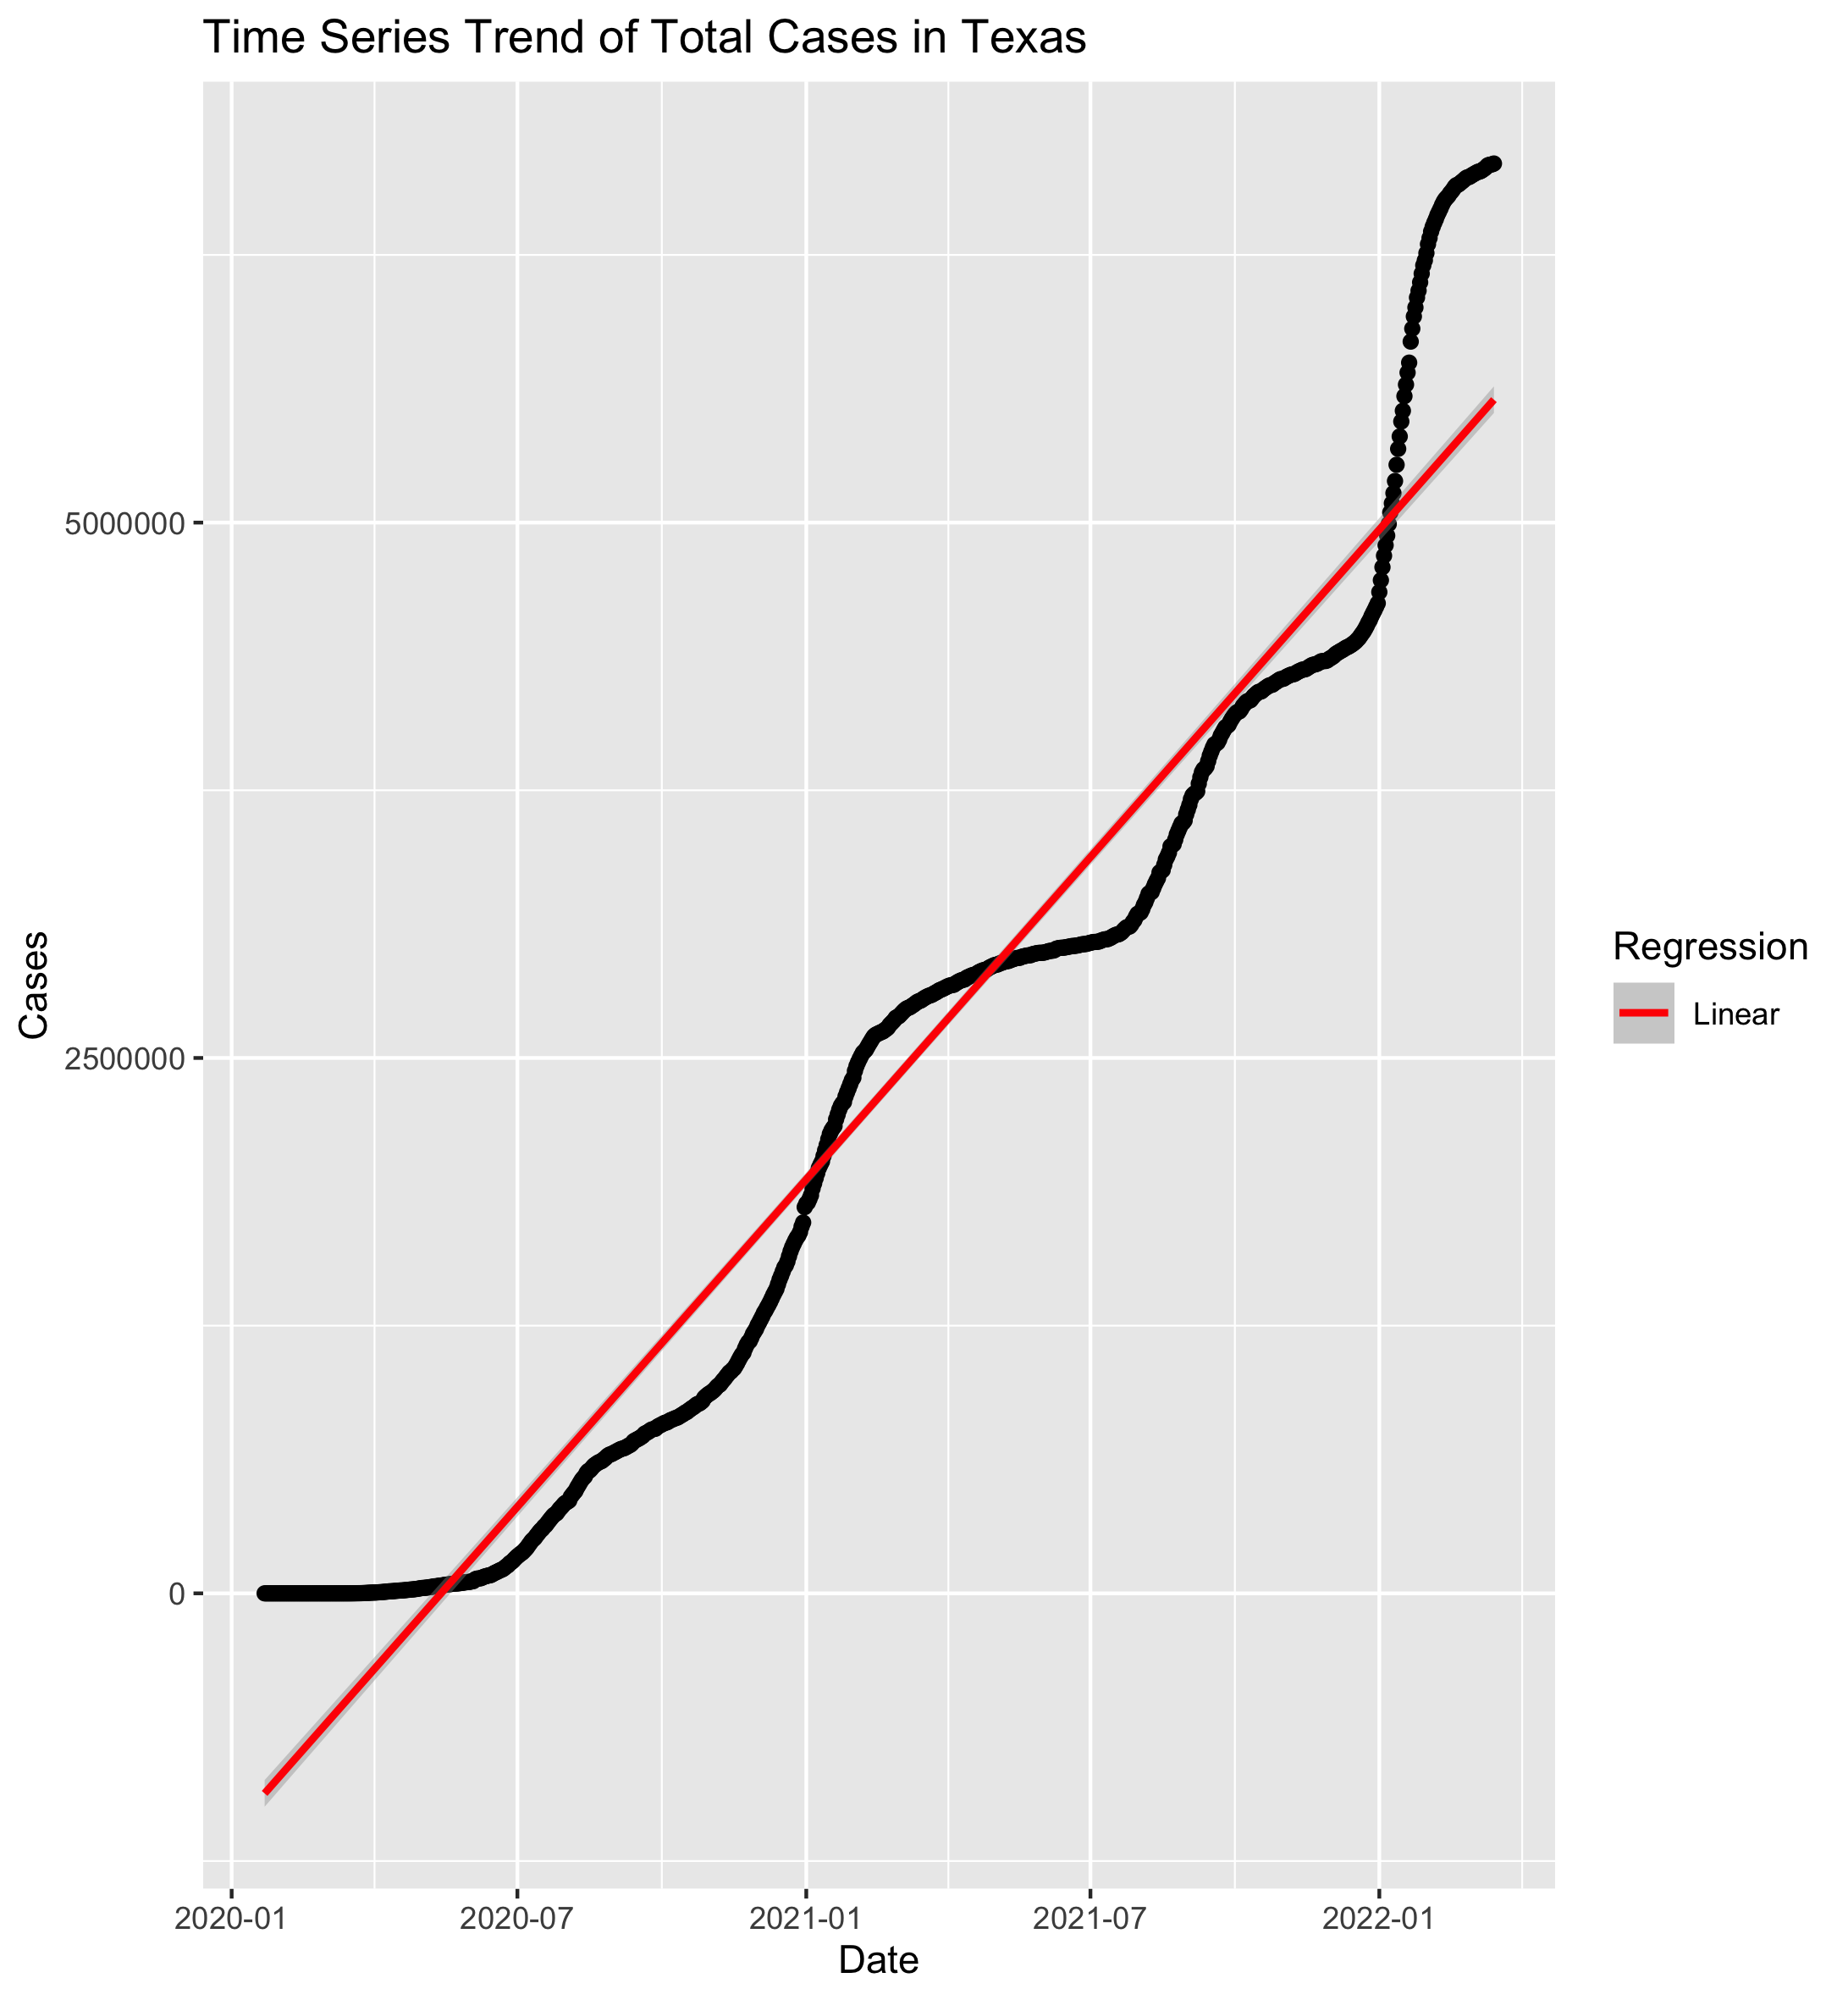 Time Series Trend of Total Cases in Texas
Cases
5000000
2500000
0
2020-01
2020-07
2021-01
2021-07
2022-01
Date
Regression
Linear